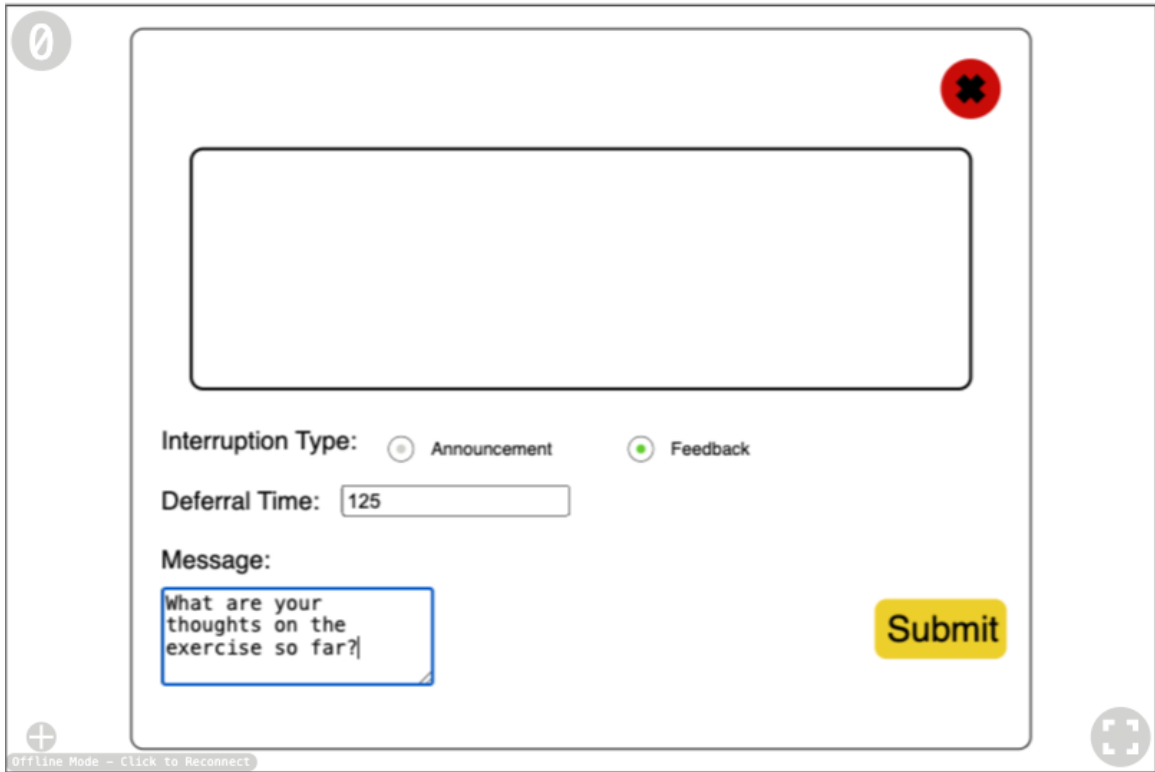 0
Interruption Type: Announcement Feedback
Deferral Time: 125
Message:
What are your
thoughts on the
exercise so far?
Submit
Offline Mode – Click to Reconnect